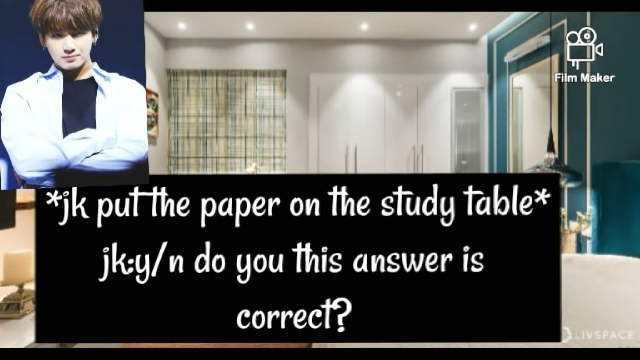 Film Maker
*jk put the paper on the study table*
jk:y/n do you this answer is
correct?
LIVSPACE